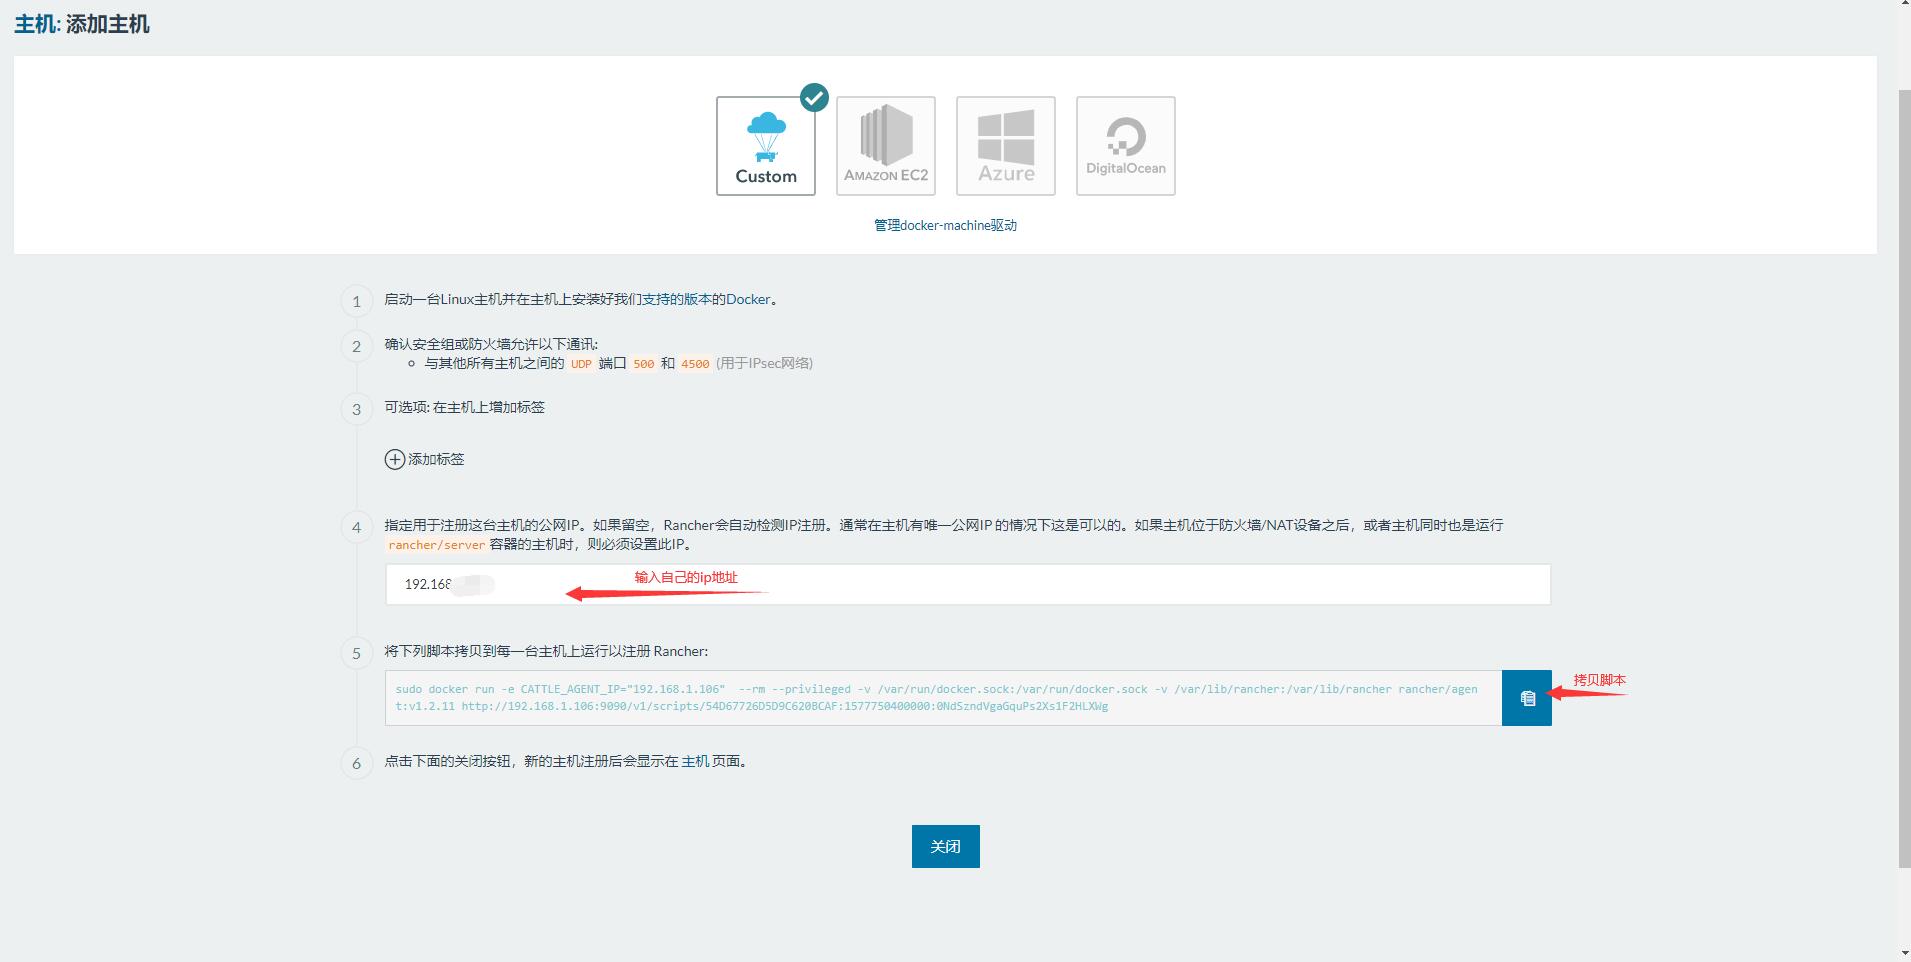 主机: 添加主机
Custom
AMAZON EC2
Azure
DigitalOcean
管理docker-machine驱动
1
启动一台Linux主机并在主机上安装好我们支持的版本的Docker。
2
确认安全组或防火墙允许以下通讯:
与其他所有主机之间的 UDP 端口 500 和 4500 (用于IPsec网络)
3
可选项: 在主机上增加标签
添加标签
4
指定用于注册这台主机的公网IP。如果留空，Rancher会自动检测IP注册。通常在主机有唯一公网IP 的情况下这是可以的。如果主机位于防火墙/NAT设备之后，或者主机同时也是运行
rancher/server 容器的主机时，则必须设置此IP。
192.168
输入自己的ip地址
5
将下列脚本拷贝到每一台主机上运行以注册 Rancher:
sudo docker run -e CATTLE_AGENT_IP="192.168.1.106"  --rm --privileged -v /var/run/docker.sock:/var/run/docker.sock -v /var/lib/rancher:/var/lib/rancher rancher/agen
t:v1.2.11 http://192.168.1.106:9090/v1/scripts/54D67726D5D9C620BCAF:1577750400000:0NdSzndVgaGquPs2Xs1F2HLXWg
拷贝脚本
6
点击下面的关闭按钮，新的主机注册后会显示在 主机 页面。
关闭